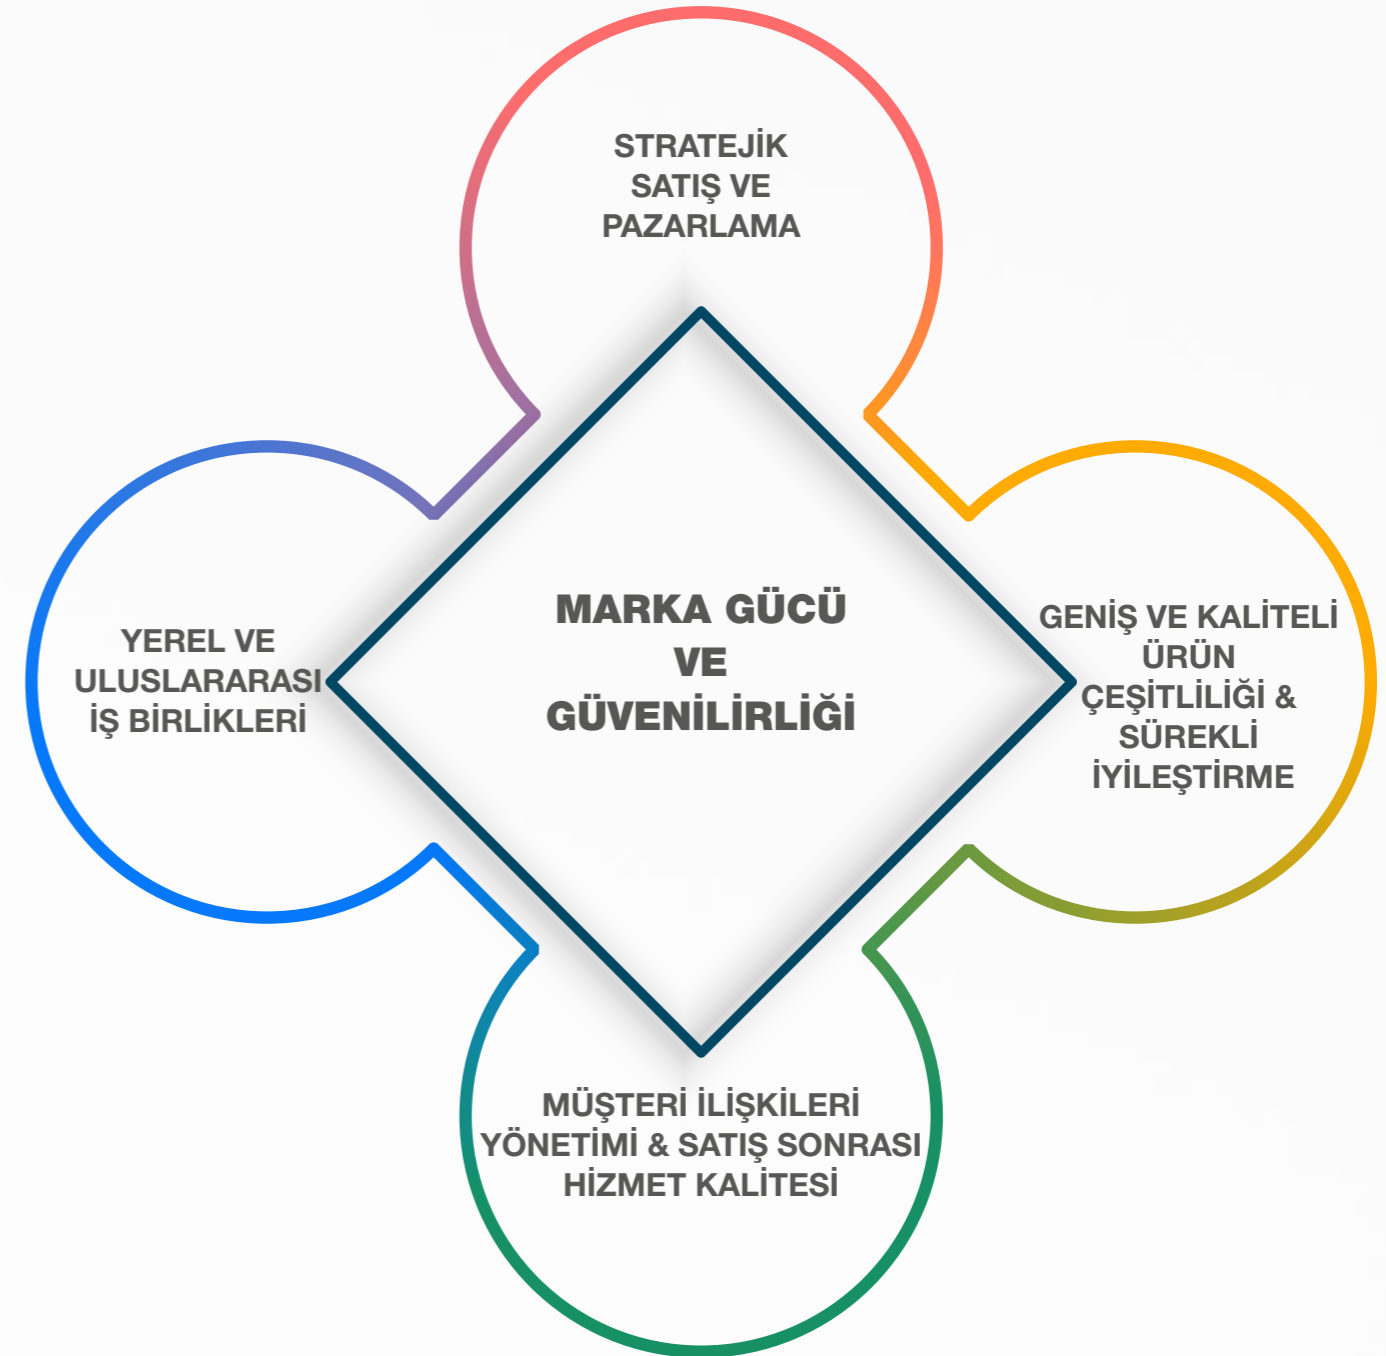 STRATEJİK
SATIŞ VE
PAZARLAMA
MARKA GÜCÜ
VE
GÜVENİLİRLİĞİ
YEREL VE
ULUSLARARASI
İŞ BİRLİKLERİ
GENİŞ VE KALİTELİ
ÜRÜN
ÇEŞİTLİLİĞİ &
SÜREKLİ
İYİLEŞTİRME
MÜŞTERİ İLİŞKİLERİ
YÖNETİMİ & SATIŞ SONRASI
HİZMET KALİTESİ